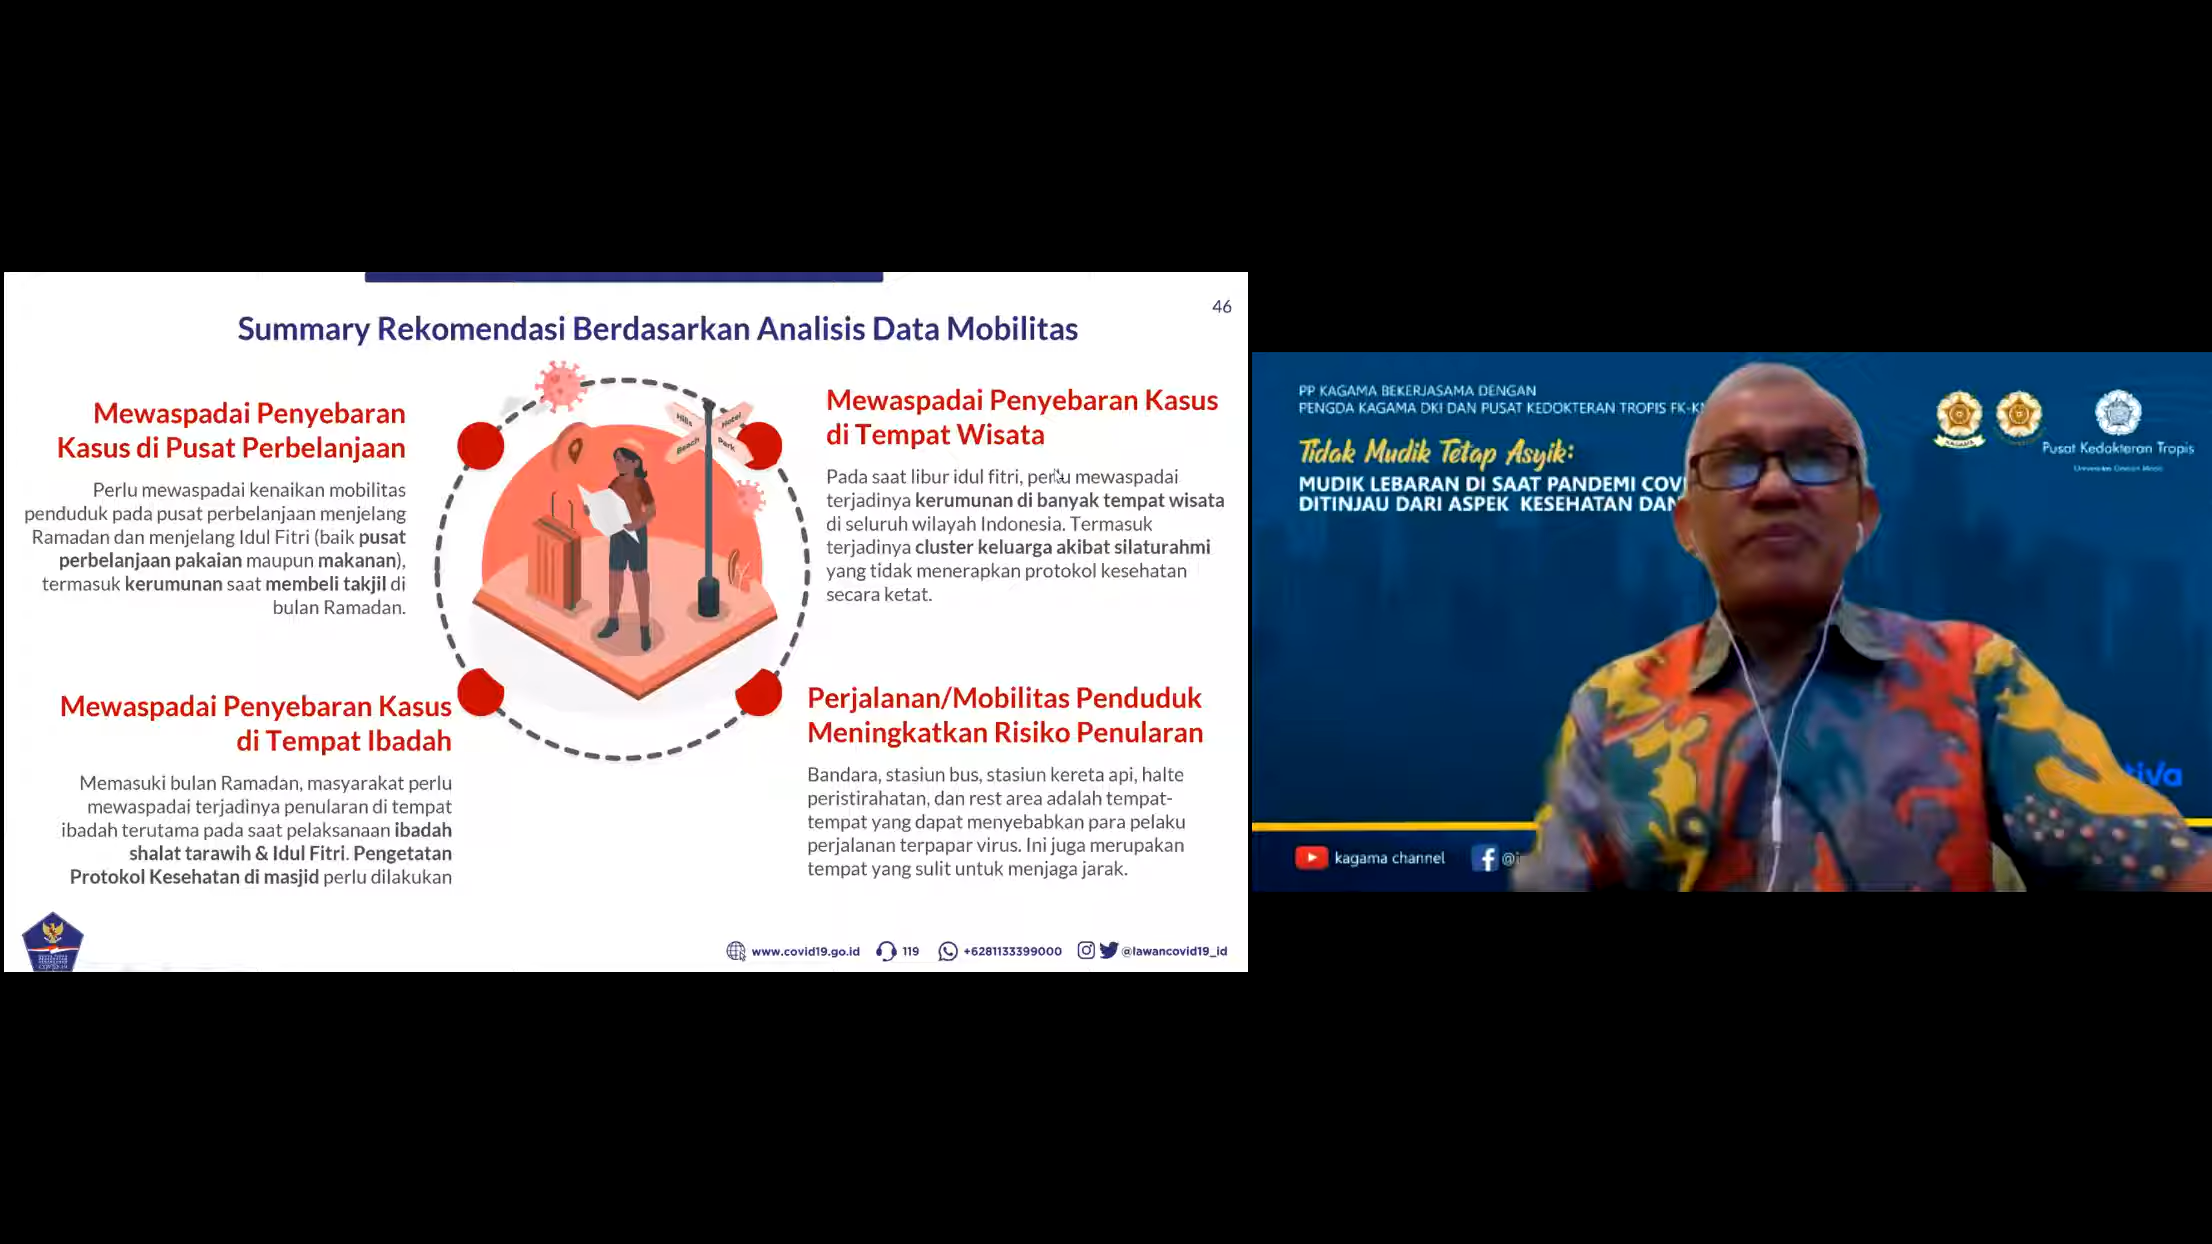 46
Summary Rekomendasi Berdasarkan Analisis Data Mobilitas
Mewaspadai Penyebaran
Kasus di Pusat Perbelanjaan
Perlu mewaspadai kenaikan mobilitas
penduduk pada pusat perbelanjaan menjelang
Ramadan dan menjelang Idul Fitri (baik pusat
perbelanjaan pakaian maupun makanan),
termasuk kerumunan saat membeli takjil di
bulan Ramadan.
Hills
Hotel
Beach
Park
Mewaspadai Penyebaran Kasus
di Tempat Wisata
Pada saat libur idul fitri, perlu mewaspadai
terjadinya kerumunan di banyak tempat wisata
di seluruh wilayah Indonesia. Termasuk
terjadinya cluster keluarga akibat silaturahmi
yang tidak menerapkan protokol kesehatan
secara ketat.
Mewaspadai Penyebaran Kasus
di Tempat Ibadah
Memasuki bulan Ramadan, masyarakat perlu
mewaspadai terjadinya penularan di tempat
ibadah terutama pada saat pelaksanaan ibadah
shalat tarawih & Idul Fitri. Pengetatan
Protokol Kesehatan di masjid perlu dilakukan
Perjalanan/Mobilitas Penduduk
Meningkatkan Risiko Penularan
Bandara, stasiun bus, stasiun kereta api, halte
peristirahatan, dan rest area adalah tempat-
tempat yang dapat menyebabkan para pelaku
perjalanan terpapar virus. Ini juga merupakan
tempat yang sulit untuk menjaga jarak.
www.covid19.go.id
119
+6281133399000
@lawancovid19_id
PP KAGAMA BEKERJASAMA DENGAN
PENGDA KAGAMA DKI DAN PUSAT KEDOKTERAN TROPIS FK-K
Tidak Mudik Tetap Asyik:
MUDIK LEBARAN DI SAAT PANDEMI COV
DITINJAU DARI ASPEK KESEHATAN DAN
Pusat Kedokteran Tropis
kagama channel